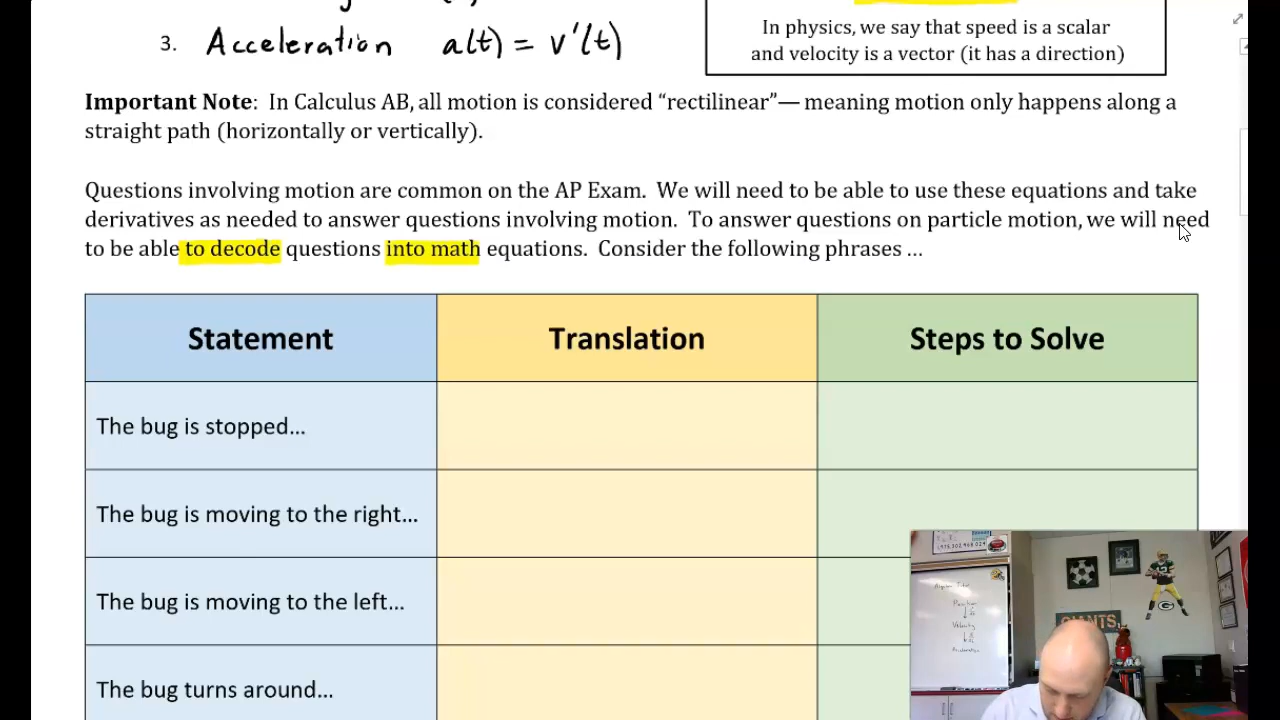 3. Acceleration a(t) = v'(t)
In physics, we say that speed is a scalar
and velocity is a vector (it has a direction)
Important Note: In Calculus AB, all motion is considered “rectilinear”— meaning motion only happens along a
straight path (horizontally or vertically).
Questions involving motion are common on the AP Exam. We will need to be able to use these equations and take
derivatives as needed to answer questions involving motion. To answer questions on particle motion, we will need
to be able to decode questions into math equations. Consider the following phrases ...
Statement Translation Steps to Solve
The bug is stopped...
The bug is moving to the right...
The bug is moving to the left...
The bug turns around...
Position
Velocity
Acceleration
GIANTS
G